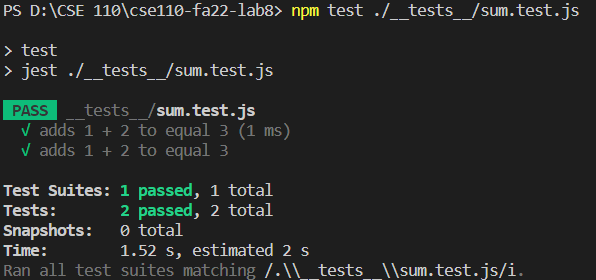 PS D:\CSE 110\cse110-fa22-lab8> npm test ./__tests__/sum.test.js
> test
> jest ./__tests__/sum.test.js
PASS __tests__/sum.test.js
√ adds 1 + 2 to equal 3 (1 ms)
√ adds 1 + 2 to equal 3
Test Suites: 1 passed, 1 total
Tests: 2 passed, 2 total
Snapshots: 0 total
Time: 1.52 s, estimated 2 s
Ran all test suites matching /.\\__tests__\\sum.test.js/i.